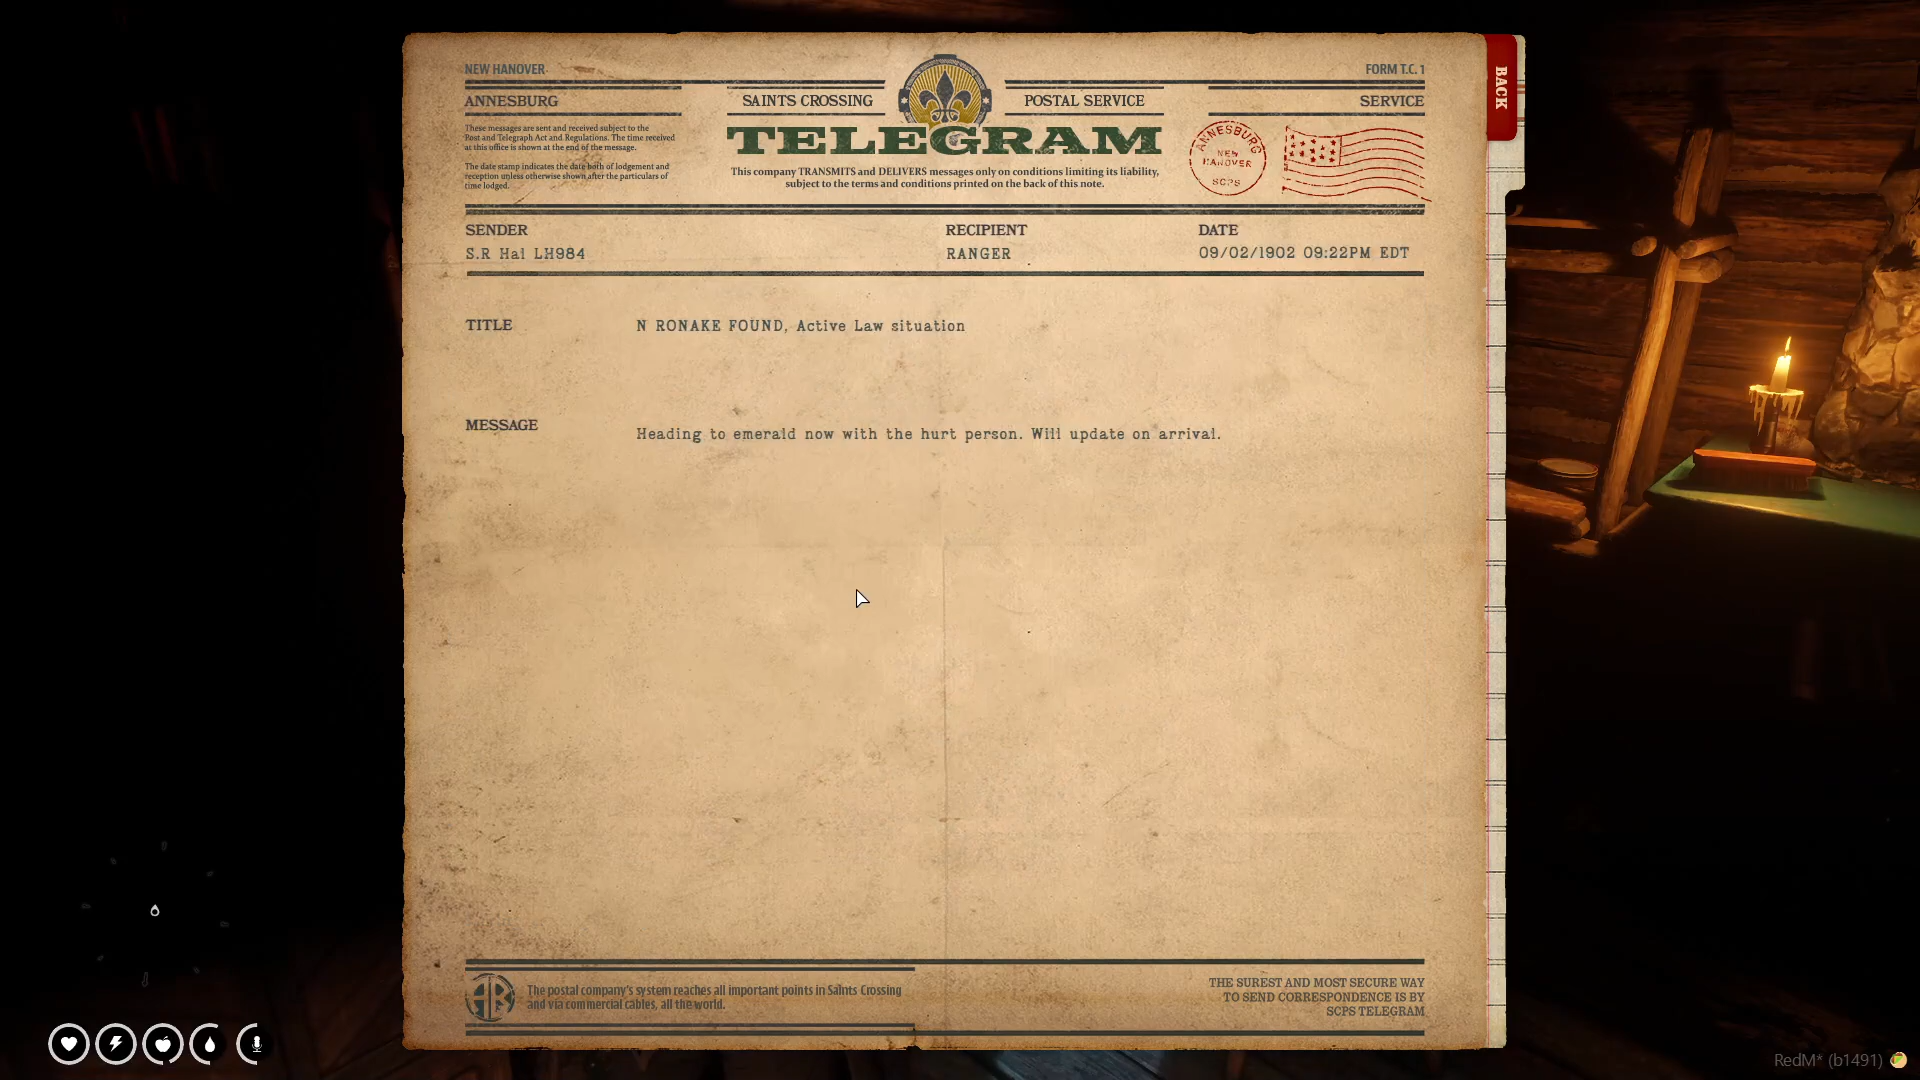 NEW HANOVER
FORM T.C. 1
BACK
ANNESBURG
SAINTS CROSSING
POSTAL SERVICE
SERVICE
These messages are sent and received subject to the
Post and Telegraph Act and Regulations. The time received
at this office is shown at the end of the message.
The date stamp indicates the date both of lodgement and
reception unless otherwise shown after the particulars of
time lodged.
TELEGRAM
This company TRANSMITS and DELIVERS messages only on conditions limiting its liability,
subject to the terms and conditions printed on the back of this note.
ANNESBURG
NEW
HANOVER
SCPS
SENDER
RECIPIENT
DATE
S.R Hal LH984
RANGER
09/02/1902 09:22PM EDT
TITLE
N RONAKE FOUND, Active Law situation
MESSAGE
Heading to emerald now with the hurt person. Will update on arrival.
The postal company's system reaches all important points in Saints Crossing
and via commercial cables, all the world.
THE SUREST AND MOST SECURE WAY
TO SEND CORRESPONDENCE IS BY
SCPS TELEGRAM
RedM* (b1491)